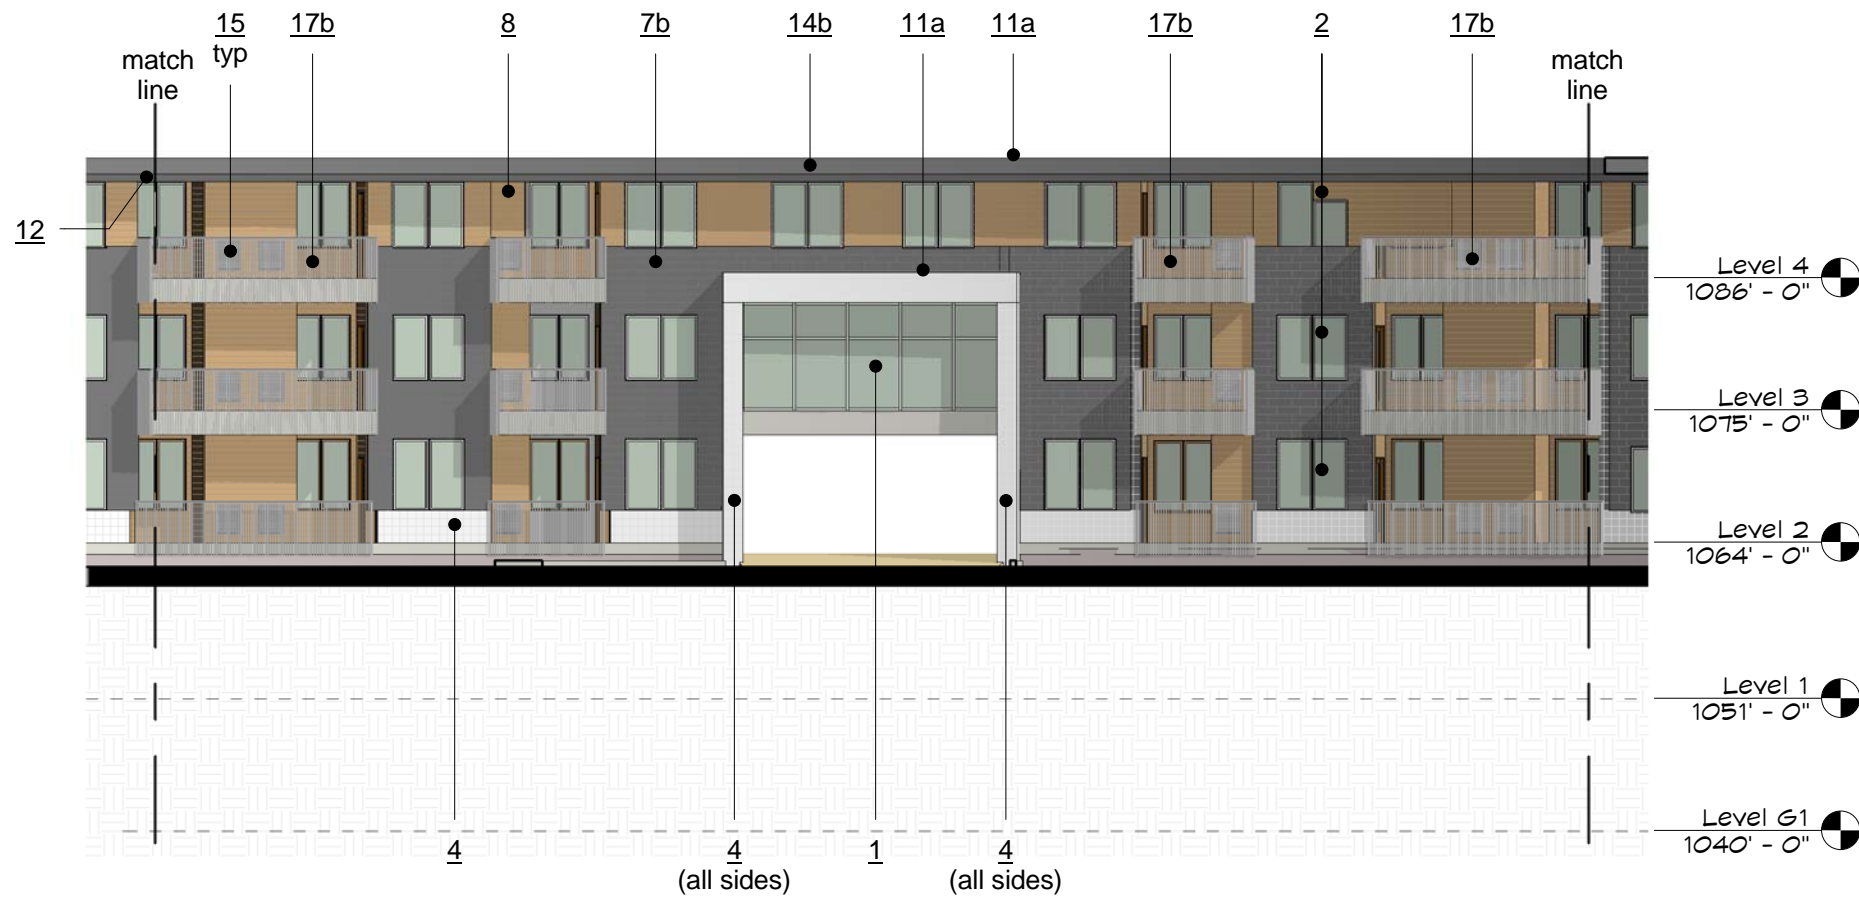 15
typ
17b
8
7b
14b
11a
11a
17b
2
17b
match
line
match
line
12
Level 4
1086' - 0"
Level 3
1075' - 0"
Level 2
1064' - 0"
Level 1
1051' - 0"
Level G1
1040' - 0"
4
4
(all sides)
1
4
(all sides)